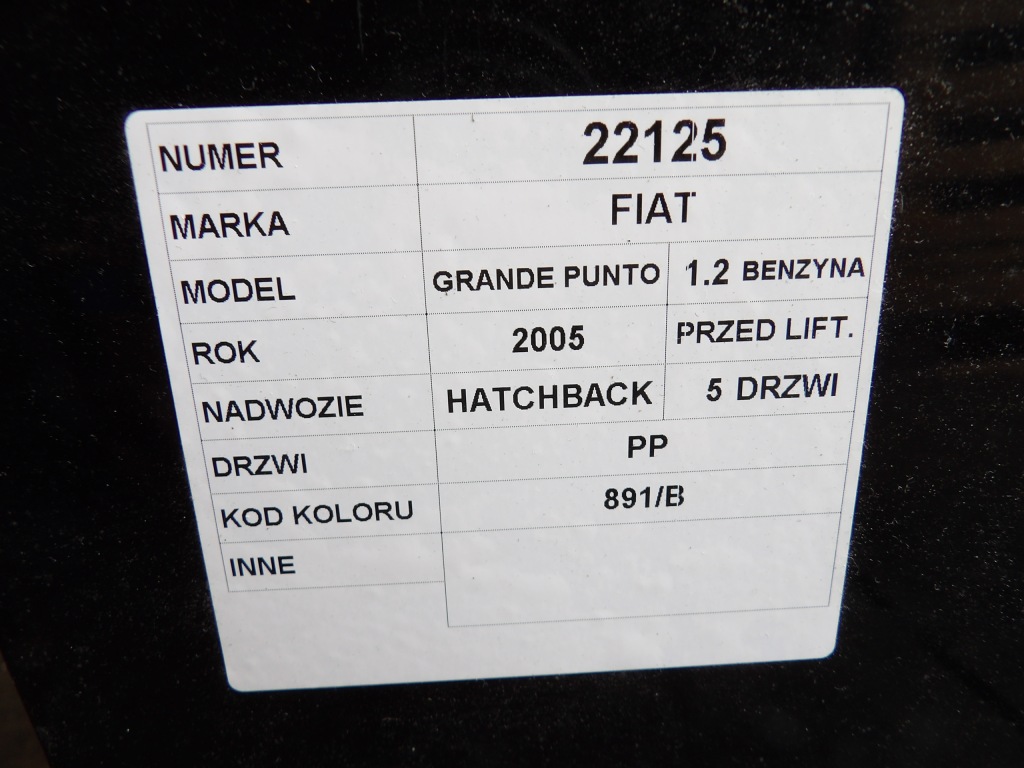 NUMER 22125
MARKA FIAT
MODEL GRANDE PUNTO 1.2 BENZYNA
ROK 2005 PRZED LIFT.
NADWOZIE HATCHBACK 5 DRZWI
DRZWI PP
KOD KOLORU 891/B
INNE